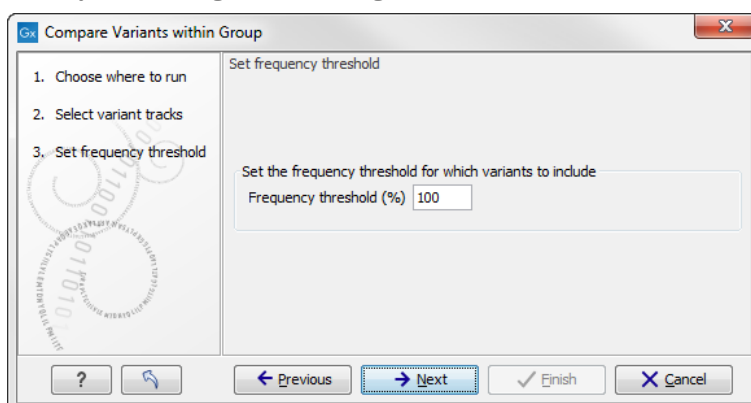 Gx Compare Variants within Group
1. Choose where to run
2. Select variant tracks
3. Set frequency threshold
Set frequency threshold
Set the frequency threshold for which variants to include
Frequency threshold (%) 100
?
Previous
Next
Finish
Cancel